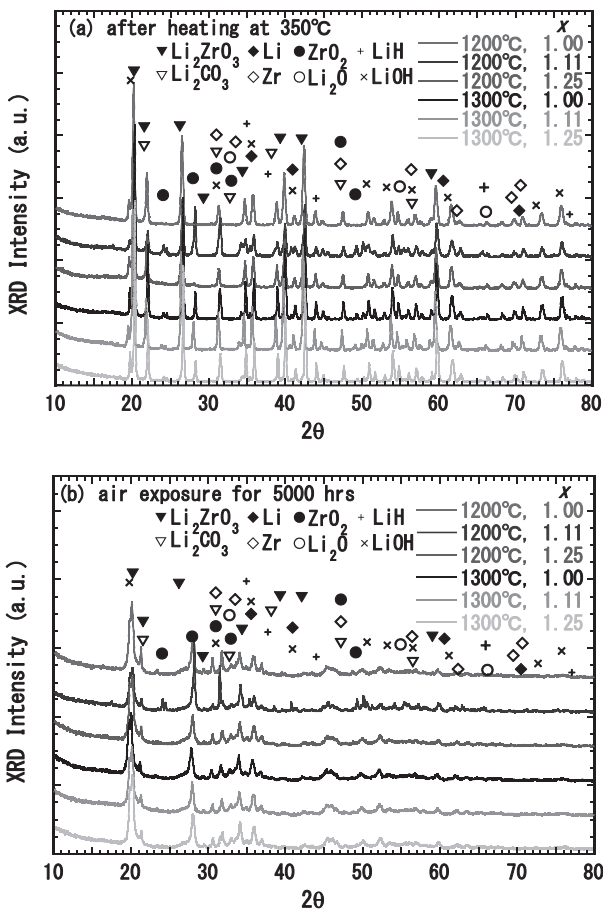 (a) after heating at 350℃ X
▼Li2ZrO3 ◆Li ●ZrO2 + LiH
▽Li2CO3 ◇Zr ○Li2O × LiOH
1200℃, 1.00
1200℃, 1.11
1200℃, 1.25
1300℃, 1.00
1300℃, 1.11
1300℃, 1.25
XRD Intensity (a.u.)
10 20 30 40 50 60 70 80
2θ
(b) air exposure for 5000 hrs X
▼Li2ZrO3 ◆Li ●ZrO2 + LiH
▽Li2CO3 ◇Zr ○Li2O × LiOH
1200℃, 1.00
1200℃, 1.11
1200℃, 1.25
1300℃, 1.00
1300℃, 1.11
1300℃, 1.25
XRD Intensity (a.u.)
10 20 30 40 50 60 70 80
2θ